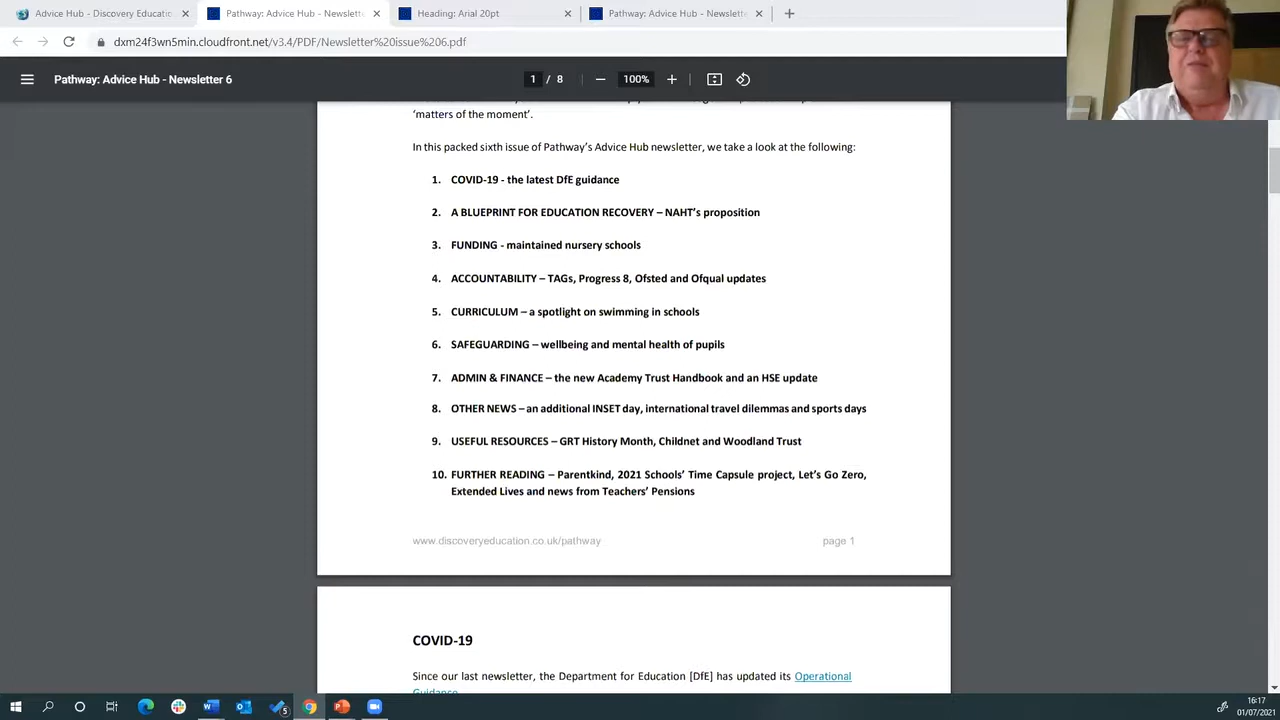 Advice Hub - Discovery Education
Pathway: Advice Hub - Newslett
Heading: Arial 20pt
Pathway: Advice Hub - Newslett
dxm24f3wn5min.cloudfront.net/v3.4/PDF/Newsletter%20issue%206.pdf
Pathway: Advice Hub - Newsletter 6
1 / 8
100%
'matters of the moment'.
In this packed sixth issue of Pathway's Advice Hub newsletter, we take a look at the following:
1. COVID-19 - the latest DfE guidance
2. A BLUEPRINT FOR EDUCATION RECOVERY – NAHT's proposition
3. FUNDING - maintained nursery schools
4. ACCOUNTABILITY – TAGs, Progress 8, Ofsted and Ofqual updates
5. CURRICULUM – a spotlight on swimming in schools
6. SAFEGUARDING – wellbeing and mental health of pupils
7. ADMIN & FINANCE – the new Academy Trust Handbook and an HSE update
8. OTHER NEWS – an additional INSET day, international travel dilemmas and sports days
9. USEFUL RESOURCES – GRT History Month, Childnet and Woodland Trust
10. FURTHER READING – Parentkind, 2021 Schools' Time Capsule project, Let's Go Zero,
Extended Lives and news from Teachers' Pensions
www.discoveryeducation.co.uk/pathway
page 1
COVID-19
Since our last newsletter, the Department for Education [DfE] has updated its Operational
Guidance
16:17
01/07/2021